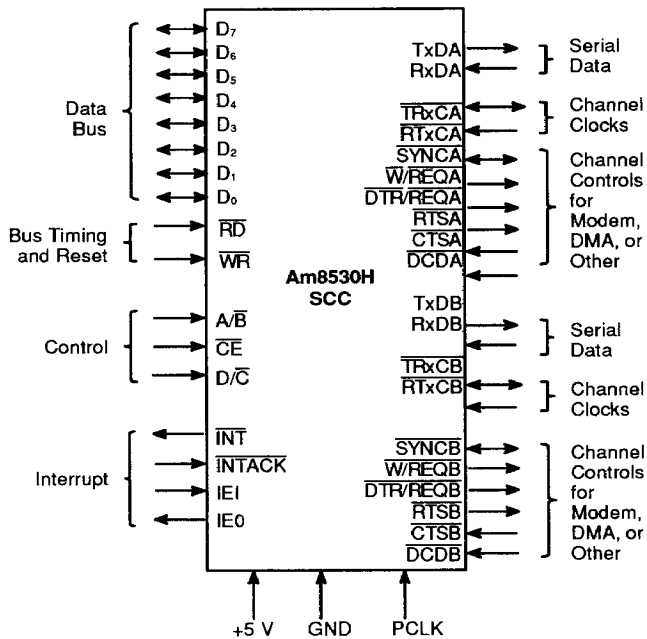 D7
D6
D5
D4
D3
D2
D1
D0
Data
Bus
RD
WR
Bus Timing
and Reset
A/B
CE
D/C
Control
INT
INTACK
IEI
IE0
Interrupt
Am8530H
SCC
TxDA
RxDA
Serial
Data
TRxCA
RTxCA
Channel
Clocks
SYNCA
W/REQA
DTR/REQA
RTSA
CTSA
DCDA
Channel
Controls
for
Modem,
DMA, or
Other
TxDB
RxDB
Serial
Data
TRxCB
RTxCB
Channel
Clocks
SYNCB
W/REQB
DTR/REQB
RTSB
CTSB
DCDB
Channel
Controls
for
Modem,
DMA, or
Other
+5 V
GND
PCLK